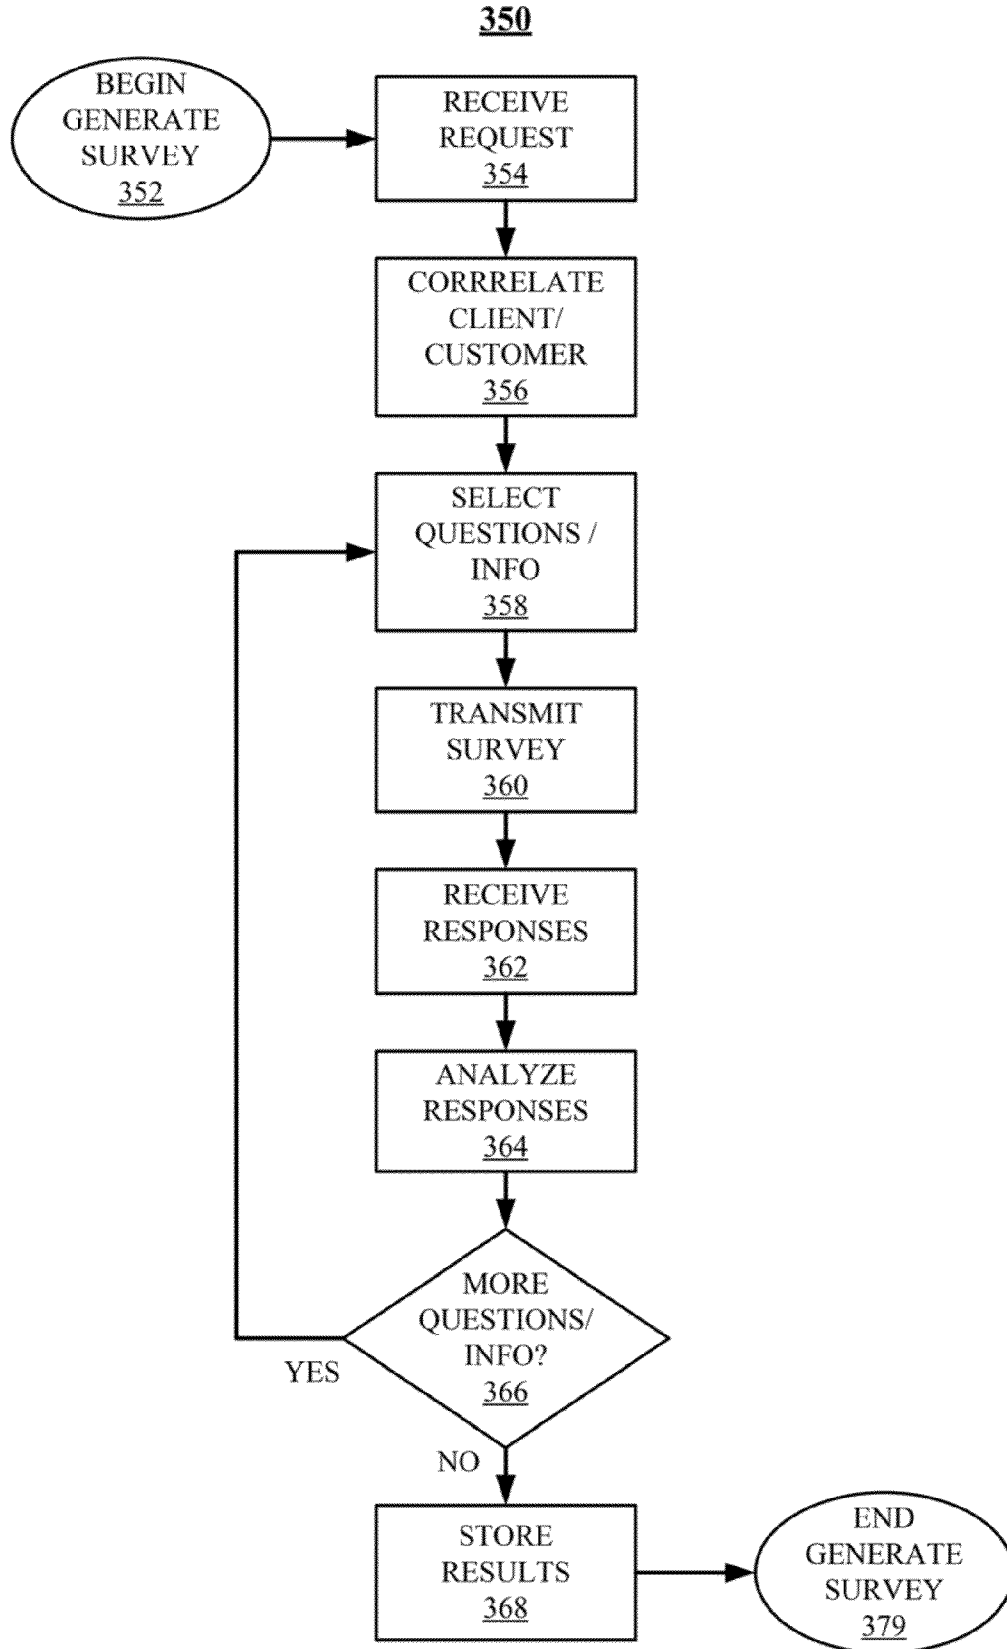 350
BEGIN
GENERATE
SURVEY
352
RECEIVE
REQUEST
354
CORRRELATE
CLIENT/
CUSTOMER
356
SELECT
QUESTIONS /
INFO
358
TRANSMIT
SURVEY
360
RECEIVE
RESPONSES
362
ANALYZE
RESPONSES
364
MORE
QUESTIONS/
INFO?
366
YES
NO
STORE
RESULTS
368
END
GENERATE
SURVEY
379